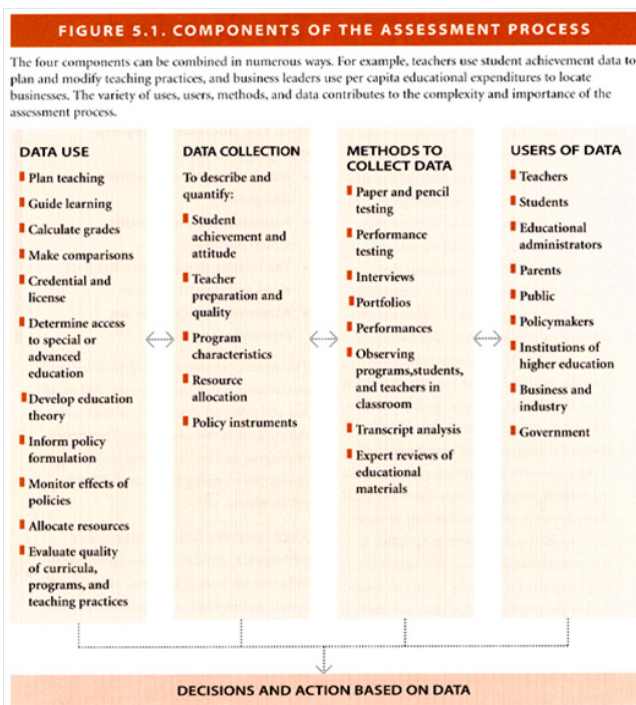 FIGURE 5.1. COMPONENTS OF THE ASSESSMENT PROCESS
The four components can be combined in numerous ways. For example, teachers use student achievement data to
plan and modify teaching practices, and business leaders use per capita educational expenditures to locate
businesses. The variety of uses, users, methods, and data contributes to the complexity and importance of the
assessment process.
DATA USE
Plan teaching
Guide learning
Calculate grades
Make comparisons
Credential and
license
Determine access
to special or
advanced
education
Develop education
theory
Inform policy
formulation
Monitor effects of
policies
Allocate resources
Evaluate quality
of curricula,
programs, and
teaching practices
DATA COLLECTION
To describe and
quantify:
Student
achievement and
attitude
Teacher
preparation and
quality
Program
characteristics
Resource
allocation
Policy instruments
METHODS TO
COLLECT DATA
Paper and pencil
testing
Performance
testing
Interviews
Portfolios
Performances
Observing
programs,students,
and teachers in
classroom
Transcript analysis
Expert reviews of
educational
materials
USERS OF DATA
Teachers
Students
Educational
administrators
Parents
Public
Policymakers
Institutions of
higher education
Business and
industry
Government
DECISIONS AND ACTION BASED ON DATA